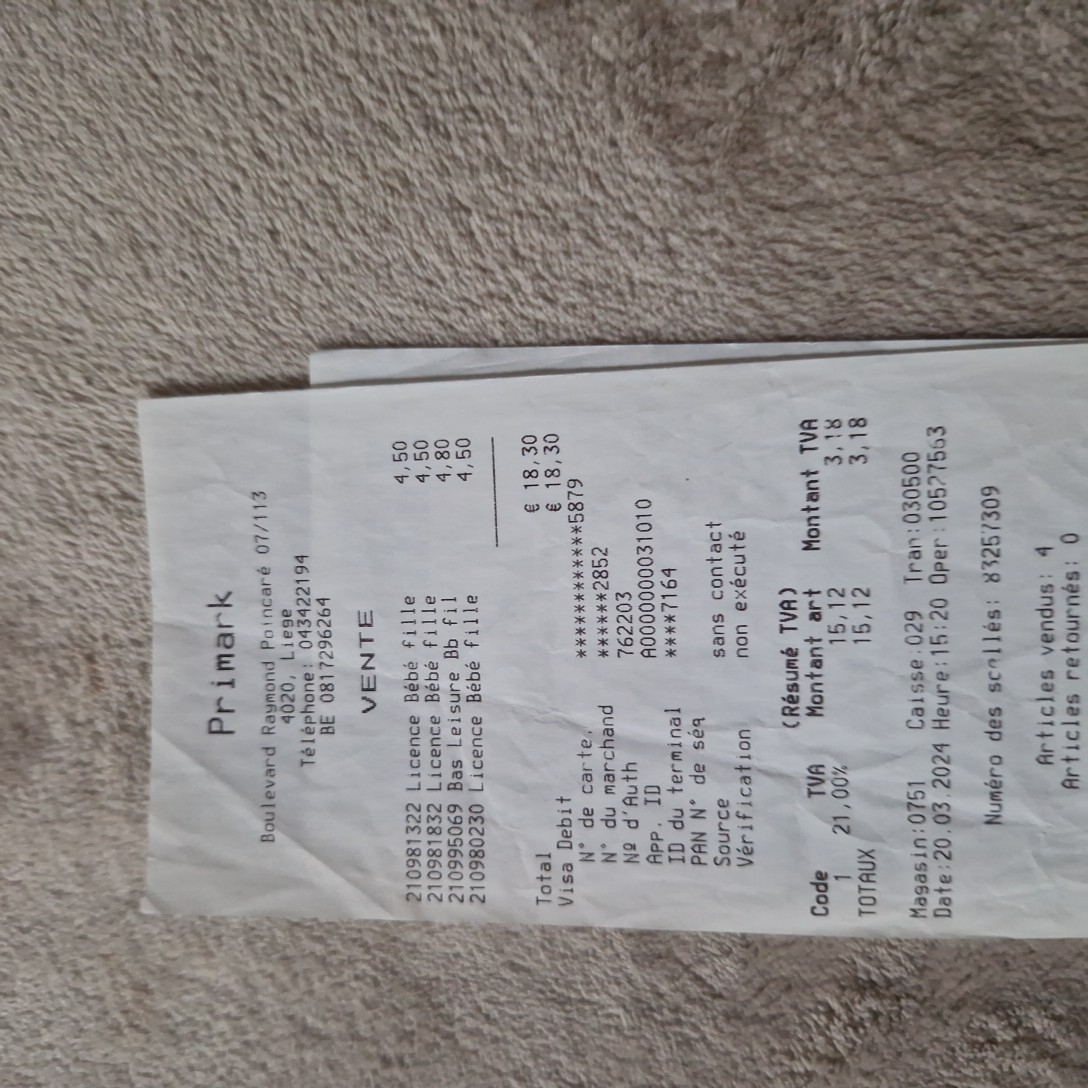 Primark
Boulevard Raymond Poincaré 07/113
4020, Liege
Téléphone: 043422194
BE 0817296264
VENTE
210981322 Licence Bébé fille 4,50
210981832 Licence Bébé fille 4,50
210995069 Bas Leisure Bb fil 4,80
210980230 Licence Bébé fille 4,50
Total € 18,30
Visa Debit € 18,30
N° de carte. ************5879
N° du marchand ******2852
Nº d'Auth 762203
APP. ID A0000000031010
ID du terminal ****7164
PAN N° de séq
Source sans contact
Vérification non exécuté
(Résumé TVA)
Code TVA Montant art Montant TVA
1 21,00% 15,12 3,18
TOTAUX 15,12 3,18
Magasin:0751 Caisse:029 Tran:030500
Date:20.03.2024 Heure:15:20 Oper:10527563
Numéro des scellés: 83257309
Articles vendus: 4
Articles retournés: 0